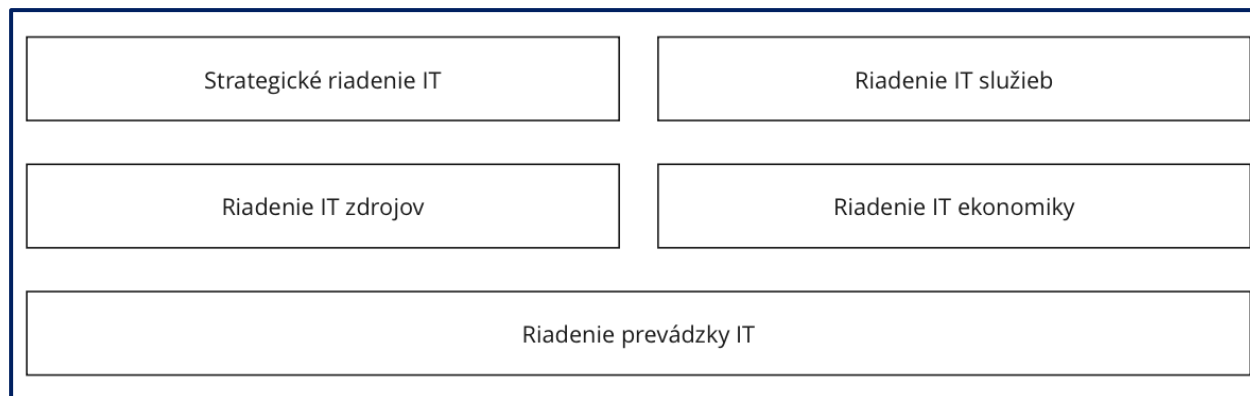 Strategické riadenie IT
Riadenie IT služieb
Riadenie IT zdrojov
Riadenie IT ekonomiky
Riadenie prevádzky IT